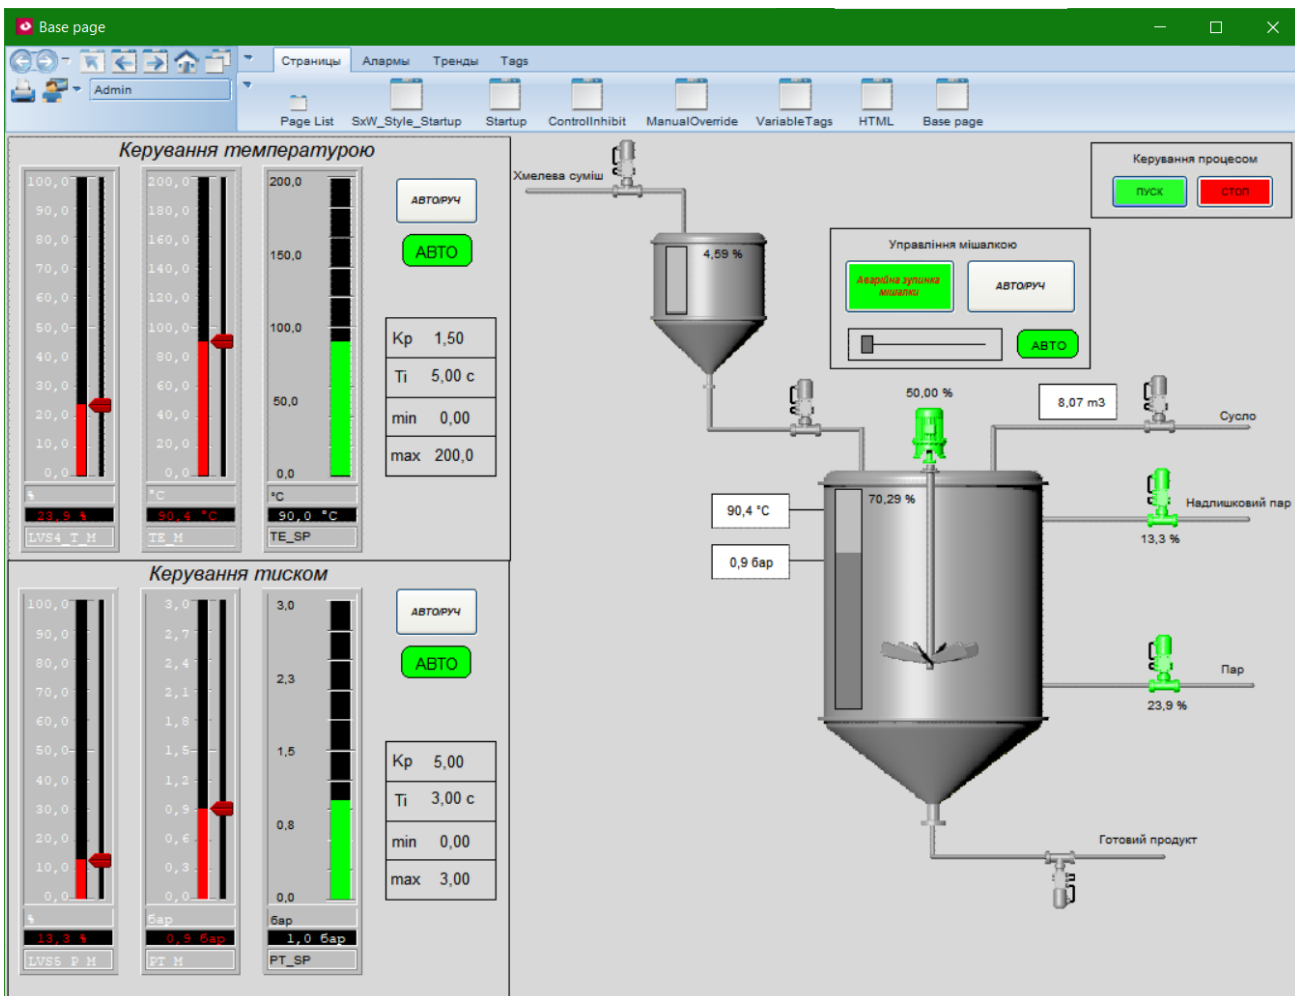 Base page
Страницы Алармы Тренды Tags
Admin
Page List SxW_Style_Startup Startup ControlInhibit ManualOverride VariableTags HTML Base page
Керування температурою
100,0
90,0
80,0
70,0
60,0
50,0
40,0
30,0
20,0
10,0
0,0
%
23,9 %
LVS4_T_M
200,0
180,0
160,0
140,0
120,0
100,0
80,0
60,0
40,0
20,0
0,0
°C
90,4 °C
TE_M
200,0
150,0
100,0
50,0
0,0
°C
90,0 °C
TE_SP
АВТО/РУЧ
АВТО
Kp 1,50
Ti 5,00 с
min 0,00
max 200,0
Керування тиском
100,0
90,0
80,0
70,0
60,0
50,0
40,0
30,0
20,0
10,0
0,0
%
13,3 %
LVS5_P_M
3,0
2,7
2,4
2,1
1,8
1,5
1,2
0,9
0,6
0,3
0,0
бар
0,9 бар
PT_M
3,0
2,3
1,5
0,8
0,0
бар
1,0 бар
PT_SP
АВТО/РУЧ
АВТО
Kp 5,00
Ti 3,00 с
min 0,00
max 3,00
Хмелева суміш
4,59 %
Керування процесом
ПУСК СТОП
Управління мішалкою
Аварійна зупинка
мішалки
АВТО/РУЧ
АВТО
50,00 %
8,07 m3
Сусло
70,29 %
90,4 °C
0,9 бар
Надлишковий пар
13,3 %
Пар
23,9 %
Готовий продукт